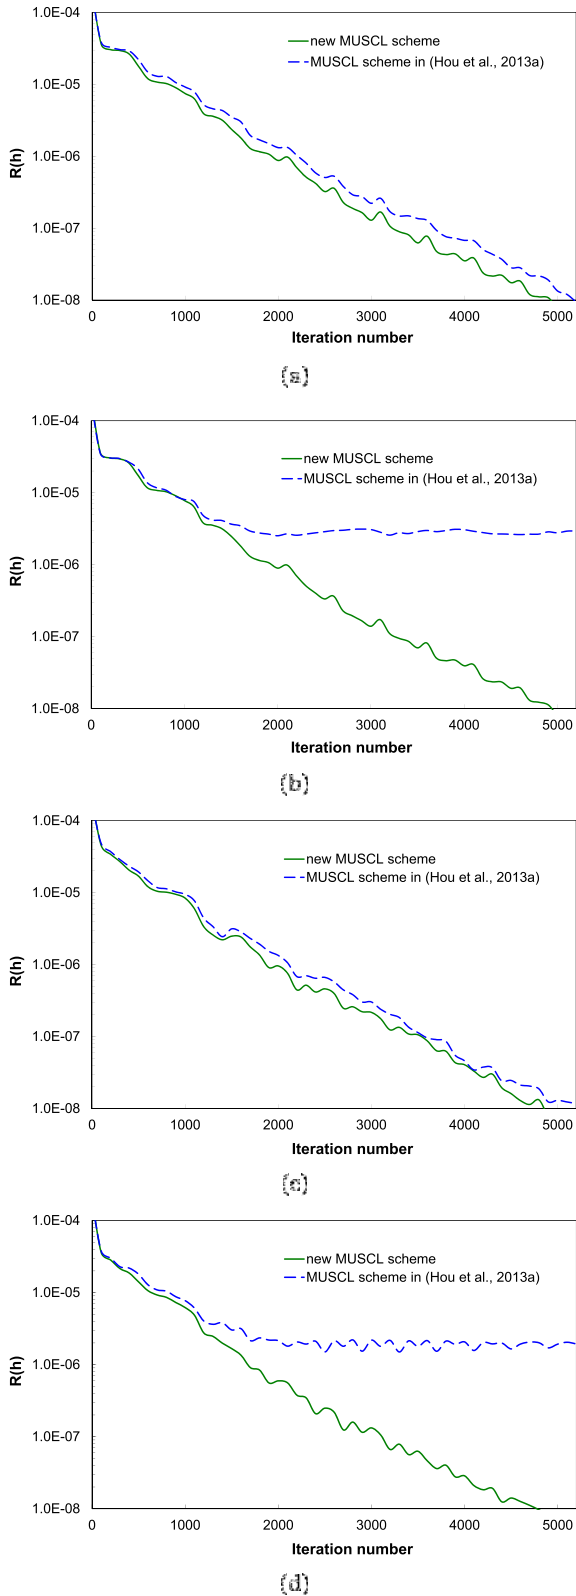 1.0E-04
new MUSCL scheme
MUSCL scheme in (Hou et al., 2013a)
1.0E-05
1.0E-06
R(h)
1.0E-07
1.0E-08
0 1000 2000 3000 4000 5000
Iteration number
(a)
1.0E-04
new MUSCL scheme
MUSCL scheme in (Hou et al., 2013a)
1.0E-05
R(h)
1.0E-06
1.0E-07
1.0E-08
0 1000 2000 3000 4000 5000
Iteration number
(b)
1.0E-04
new MUSCL scheme
MUSCL scheme in (Hou et al., 2013a)
1.0E-05
R(h)
1.0E-06
1.0E-07
1.0E-08
0 1000 2000 3000 4000 5000
Iteration number
(c)
1.0E-04
new MUSCL scheme
MUSCL scheme in (Hou et al., 2013a)
1.0E-05
R(h)
1.0E-06
1.0E-07
1.0E-08
0 1000 2000 3000 4000 5000
Iteration number
(d)